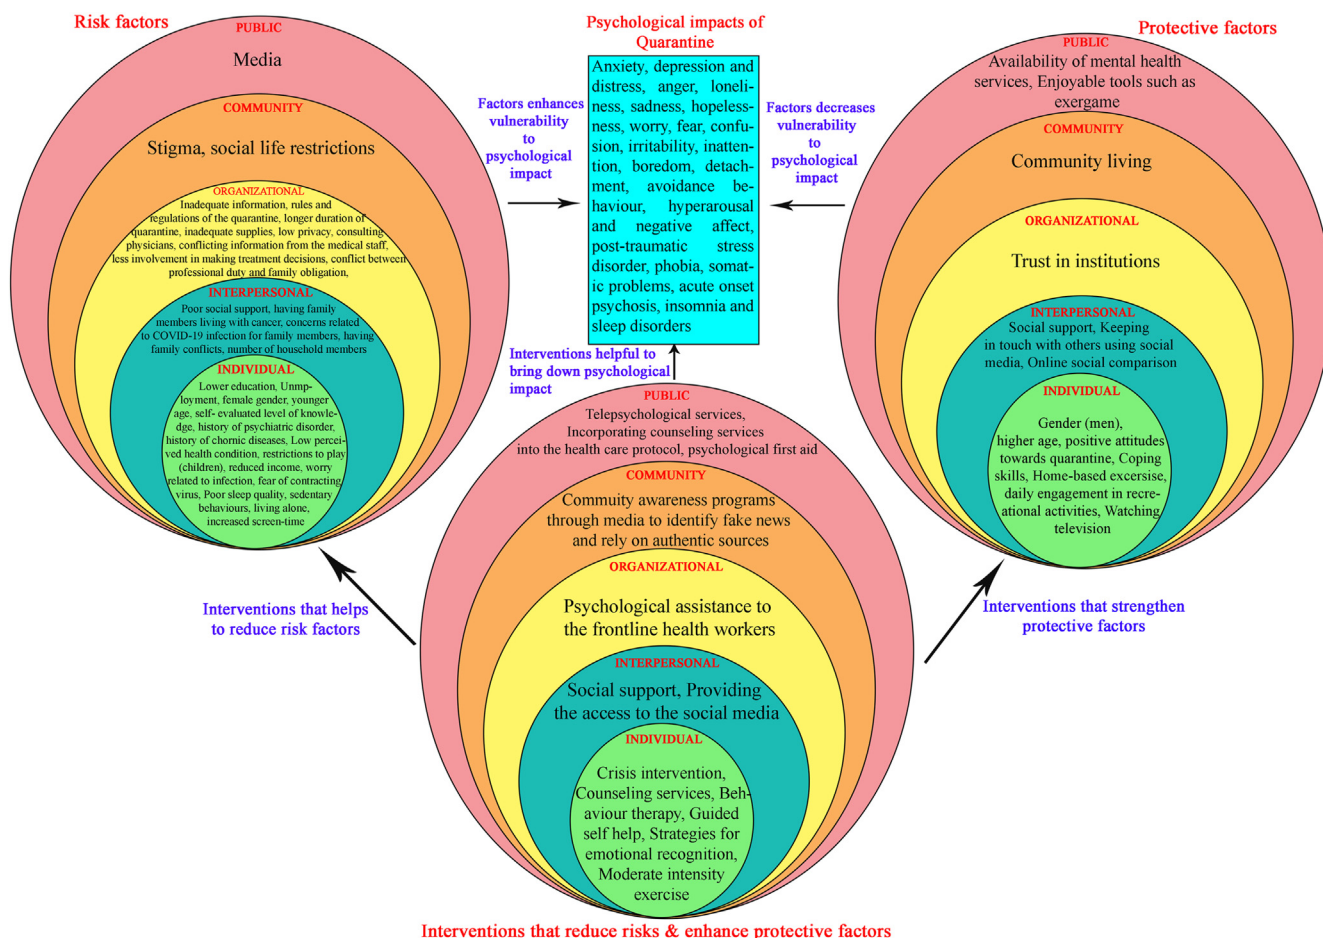 Risk factors
PUBLIC
Media
COMMUNITY
Stigma, social life restrictions
ORGANIZATIONAL
Inadequate information, rules and
regulations of the quarantine, longer duration of
quarantine, inadequate supplies, low privacy, consulting
physicians, conflicting information from the medical staff,
less involvement in making treatment decisions, conflict between
professional duty and family obligation,
INTERPERSONAL
Poor social support, having family
members living with cancer, concerns related
to COVID-19 infection for family members, having
family conflicts, number of household members
INDIVIDUAL
Lower education, Unmp-
loyment, female gender, younger
age, self- evaluated level of knowle-
dge, history of psychiatric disorder,
history of chornic diseases, Low percei-
ved health condition, restrictions to play
(children), reduced income, worry
related to infection, fear of contracting
virus, Poor sleep quality, sedentary
behaviours, living alone,
increased screen-time
Factors enhances
vulnerability
to
psychological
impact
Psychological impacts of
Quarantine
Anxiety, depression and
distress, anger, loneli-
ness, sadness, hopeless-
ness, worry, fear, confu-
sion, irritability, inatten-
tion, boredom, detach-
ment, avoidance be-
haviour, hyperarousal
and negative affect,
post-traumatic stress
disorder, phobia, somat-
ic problems, acute onset
psychosis, insomnia and
sleep disorders
Factors decreases
vulnerability
to
psychological
impact
Protective factors
PUBLIC
Availability of mental health
services, Enjoyable tools such as
exergame
COMMUNITY
Community living
ORGANIZATIONAL
Trust in institutions
INTERPERSONAL
Social support, Keeping
in touch with others using social
media, Online social comparison
INDIVIDUAL
Gender (men),
higher age, positive attitudes
towards quarantine, Coping
skills, Home-based excersise,
daily engagement in recre-
ational activities, Watching
television
Interventions helpful to
bring down psychological
impact
PUBLIC
Telepsychological services,
Incorporating counseling services
into the health care protocol, psychological first aid
COMMUNITY
Commuity awareness programs
through media to identify fake news
and rely on authentic sources
ORGANIZATIONAL
Psychological assistance to
the frontline health workers
INTERPERSONAL
Social support, Providing
the access to the social media
INDIVIDUAL
Crisis intervention,
Counseling services, Beh-
aviour therapy, Guided
self help, Strategies for
emotional recognition,
Moderate intensity
exercise
Interventions that helps
to reduce risk factors
Interventions that strengthen
protective factors
Interventions that reduce risks & enhance protective factors